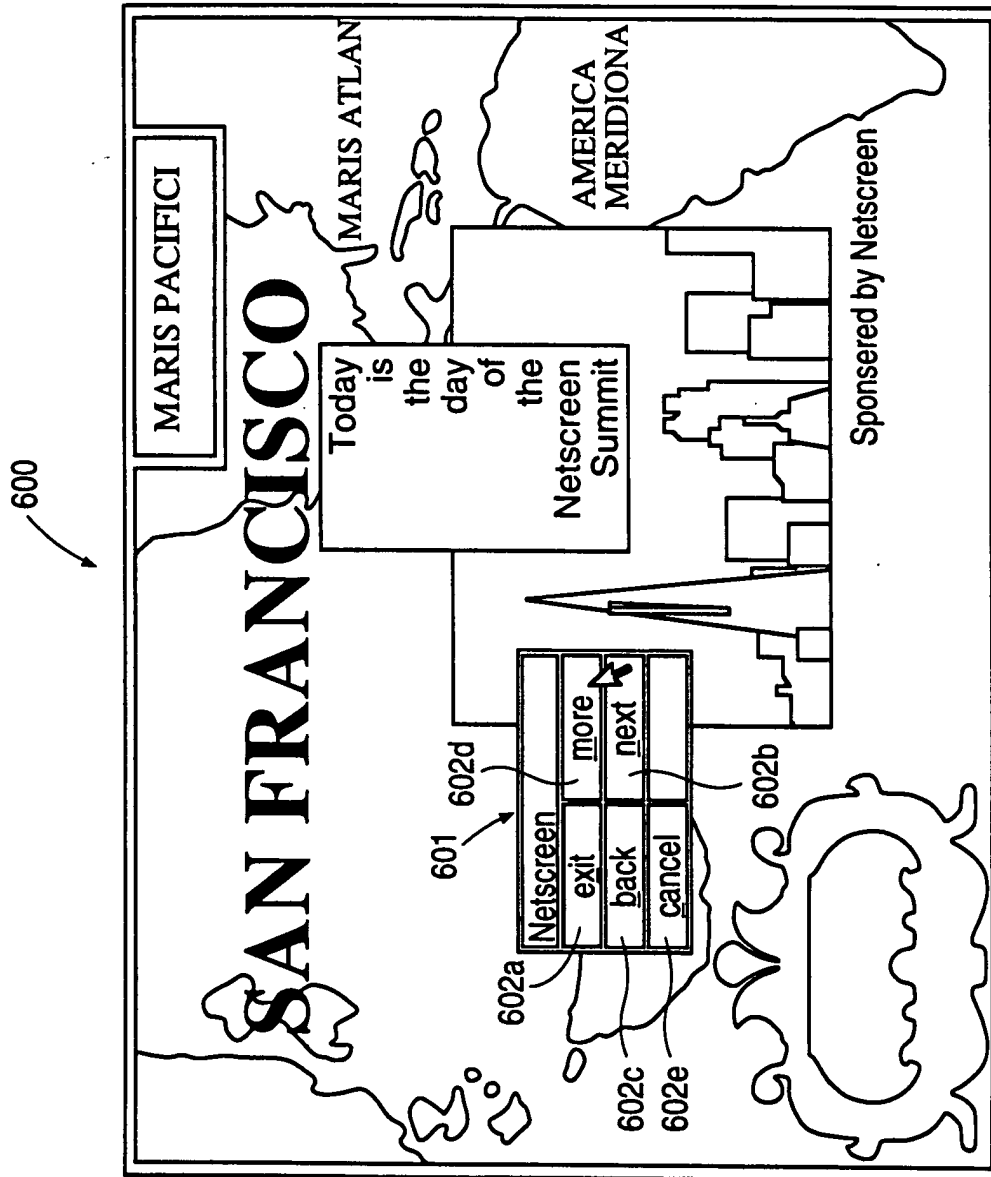 600
MARIS PACIFICI
SAN FRANCISCO
MARIS ATLAN
Today
is
the
day
of
the
Netscreen
Summit
AMERICA
MERIDIONA
601
602d
602a
Netscreen
exit
more
back
next
cancel
602c
602e
602b
Sponsered by Netscreen